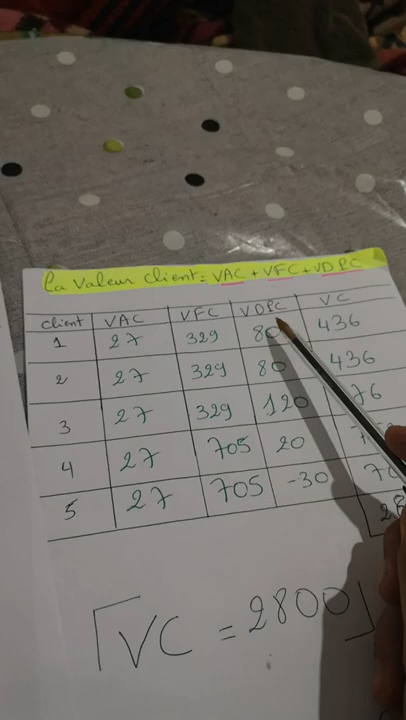 La Valeur Client = VAC + VFC + VDPC
client VAC VFC VDPC VC
1 27 329 80 436
2 27 329 80 436
3 27 329 120 76
4 27 705 20
5 27 705 -30
VC = 2800